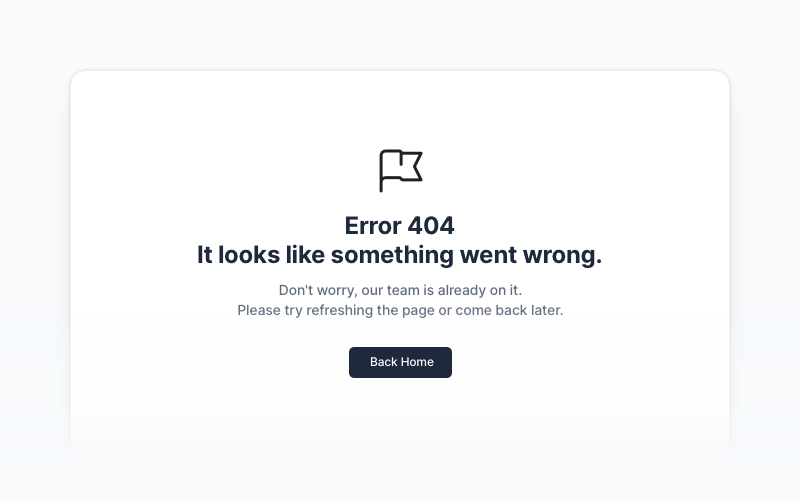 Error 404
It looks like something went wrong.
Don't worry, our team is already on it.
Please try refreshing the page or come back later.
Back Home